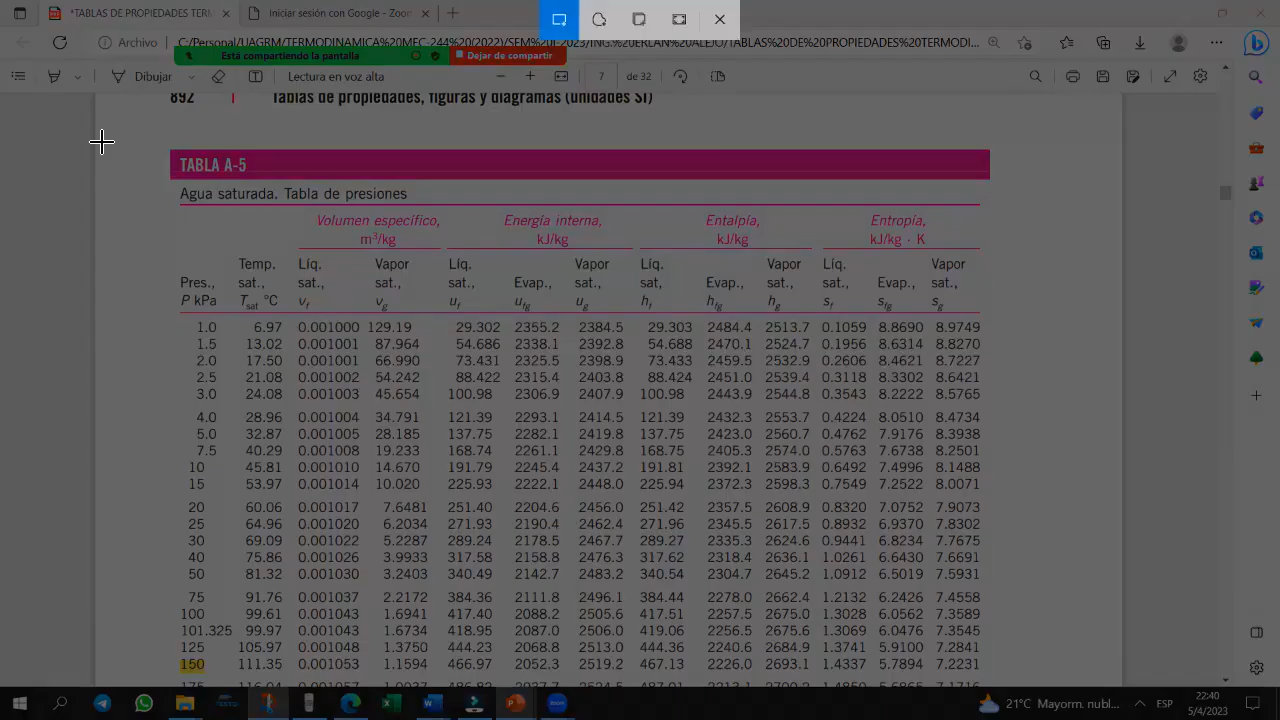 *TABLAS DE PROPIEDADES TERM
Iniciar sesión con Google - Zoom
Archivo
C:/Personal/UAGRM/TERMODINAMICA%20MEC-244%20(2022)/SEM%20I-2023/ING.%20ERLAN%20ALEJO/TABLAS%20DE%20PROPIEDADES%20TERMODI...
Está compartiendo la pantalla
Dejar de compartir
Dibujar
Lectura en voz alta
7 de 32
892 | Tablas de propiedades, figuras y diagramas (unidades SI)
TABLA A-5
Agua saturada. Tabla de presiones
Volumen específico, Energía interna, Entalpía, Entropía,
m³/kg kJ/kg kJ/kg kJ/kg · K
Temp. Líq. Vapor Líq. Vapor Líq. Vapor Líq. Vapor
Pres., sat., sat., sat., sat., Evap., sat., sat, Evap., sat., sat., Evap., sat.,
P kPa Tsat °C vf vg uf ufg ug hf hfg hg sf sfg sg
1.0 6.97 0.001000 129.19 29.302 2355.2 2384.5 29.303 2484.4 2513.7 0.1059 8.8690 8.9749
1.5 13.02 0.001001 87.964 54.686 2338.1 2392.8 54.688 2470.1 2524.7 0.1956 8.6314 8.8270
2.0 17.50 0.001001 66.990 73.431 2325.5 2398.9 73.433 2459.5 2532.9 0.2606 8.4621 8.7227
2.5 21.08 0.001002 54.242 88.422 2315.4 2403.8 88.424 2451.0 2539.4 0.3118 8.3302 8.6421
3.0 24.08 0.001003 45.654 100.98 2306.9 2407.9 100.98 2443.9 2544.8 0.3543 8.2222 8.5765
4.0 28.96 0.001004 34.791 121.39 2293.1 2414.5 121.39 2432.3 2553.7 0.4224 8.0510 8.4734
5.0 32.87 0.001005 28.185 137.75 2282.1 2419.8 137.75 2423.0 2560.7 0.4762 7.9176 8.3938
7.5 40.29 0.001008 19.233 168.74 2261.1 2429.8 168.75 2405.3 2574.0 0.5763 7.6738 8.2501
10 45.81 0.001010 14.670 191.79 2245.4 2437.2 191.81 2392.1 2583.9 0.6492 7.4996 8.1488
15 53.97 0.001014 10.020 225.93 2222.1 2448.0 225.94 2372.3 2598.3 0.7549 7.2522 8.0071
20 60.06 0.001017 7.6481 251.40 2204.6 2456.0 251.42 2357.5 2608.9 0.8320 7.0752 7.9073
25 64.96 0.001020 6.2034 271.93 2190.4 2462.4 271.96 2345.5 2617.5 0.8932 6.9370 7.8302
30 69.09 0.001022 5.2287 289.24 2178.5 2467.7 289.27 2335.3 2624.6 0.9441 6.8234 7.7675
40 75.86 0.001026 3.9933 317.58 2158.8 2476.3 317.62 2318.4 2636.1 1.0261 6.6430 7.6691
50 81.32 0.001030 3.2403 340.49 2142.7 2483.2 340.54 2304.7 2645.2 1.0912 6.5019 7.5931
75 91.76 0.001037 2.2172 384.36 2111.8 2496.1 384.44 2278.0 2662.4 1.2132 6.2426 7.4558
100 99.61 0.001043 1.6941 417.40 2088.2 2505.6 417.51 2257.5 2675.0 1.3028 6.0562 7.3589
101.325 99.97 0.001043 1.6734 418.95 2087.0 2506.0 419.06 2256.5 2675.6 1.3069 6.0476 7.3545
125 105.97 0.001048 1.3750 444.23 2068.8 2513.0 444.36 2240.6 2684.9 1.3741 5.9100 7.2841
150 111.35 0.001053 1.1594 466.97 2052.3 2519.2 467.13 2226.0 2693.1 1.4337 5.7894 7.2231
21°C Mayorm. nubl...
ESP
22:40
5/4/2023